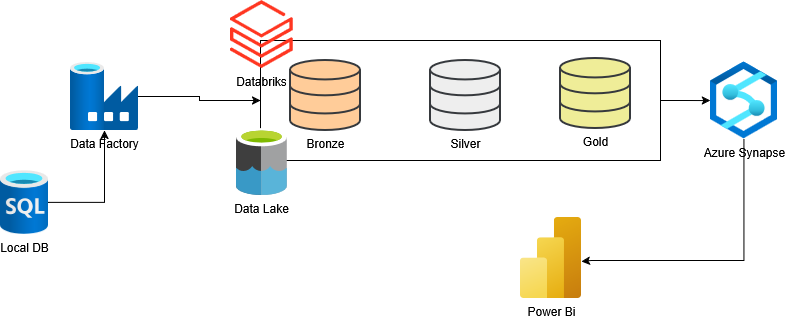 Databriks
Data Factory
Bronze
Silver
Gold
Azure Synapse
SQL
Data Lake
Local DB
Power Bi